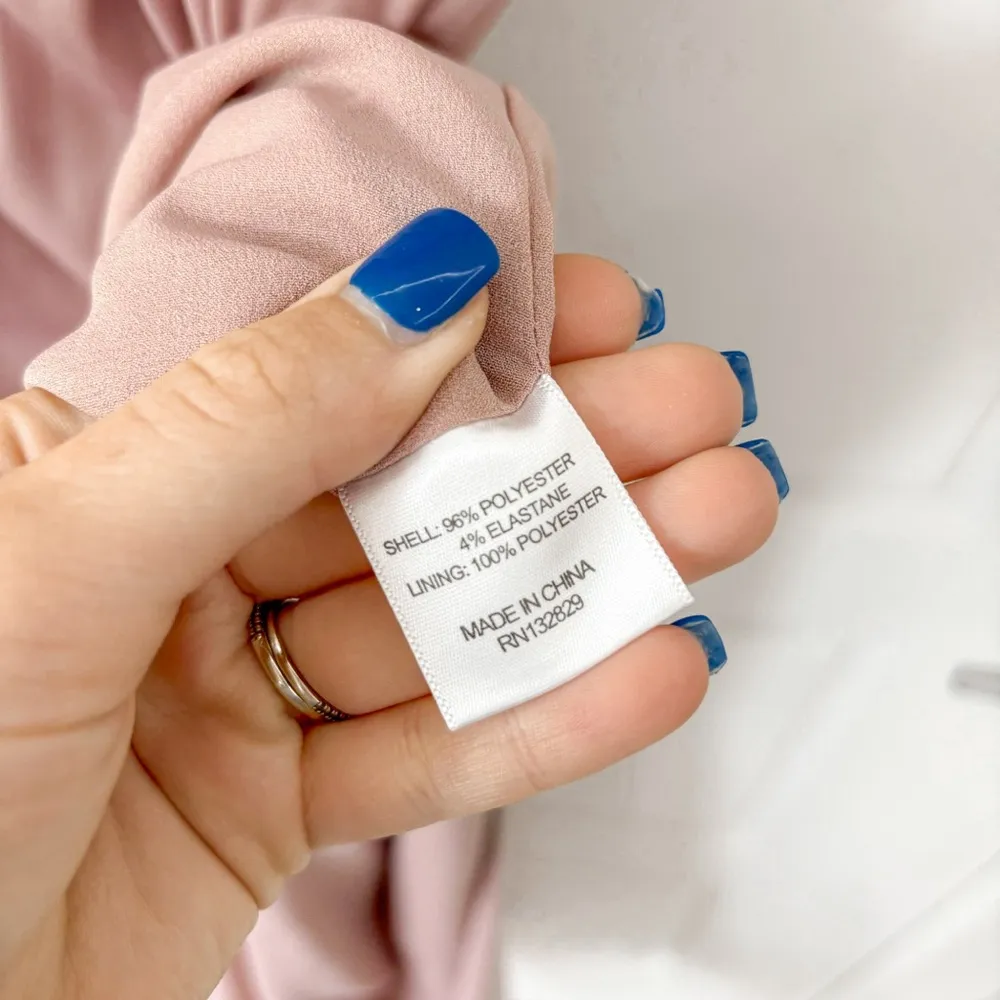 SHELL: 96% POLYESTER
4% ELASTANE
LINING: 100% POLYESTER
MADE IN CHINA
RN132829